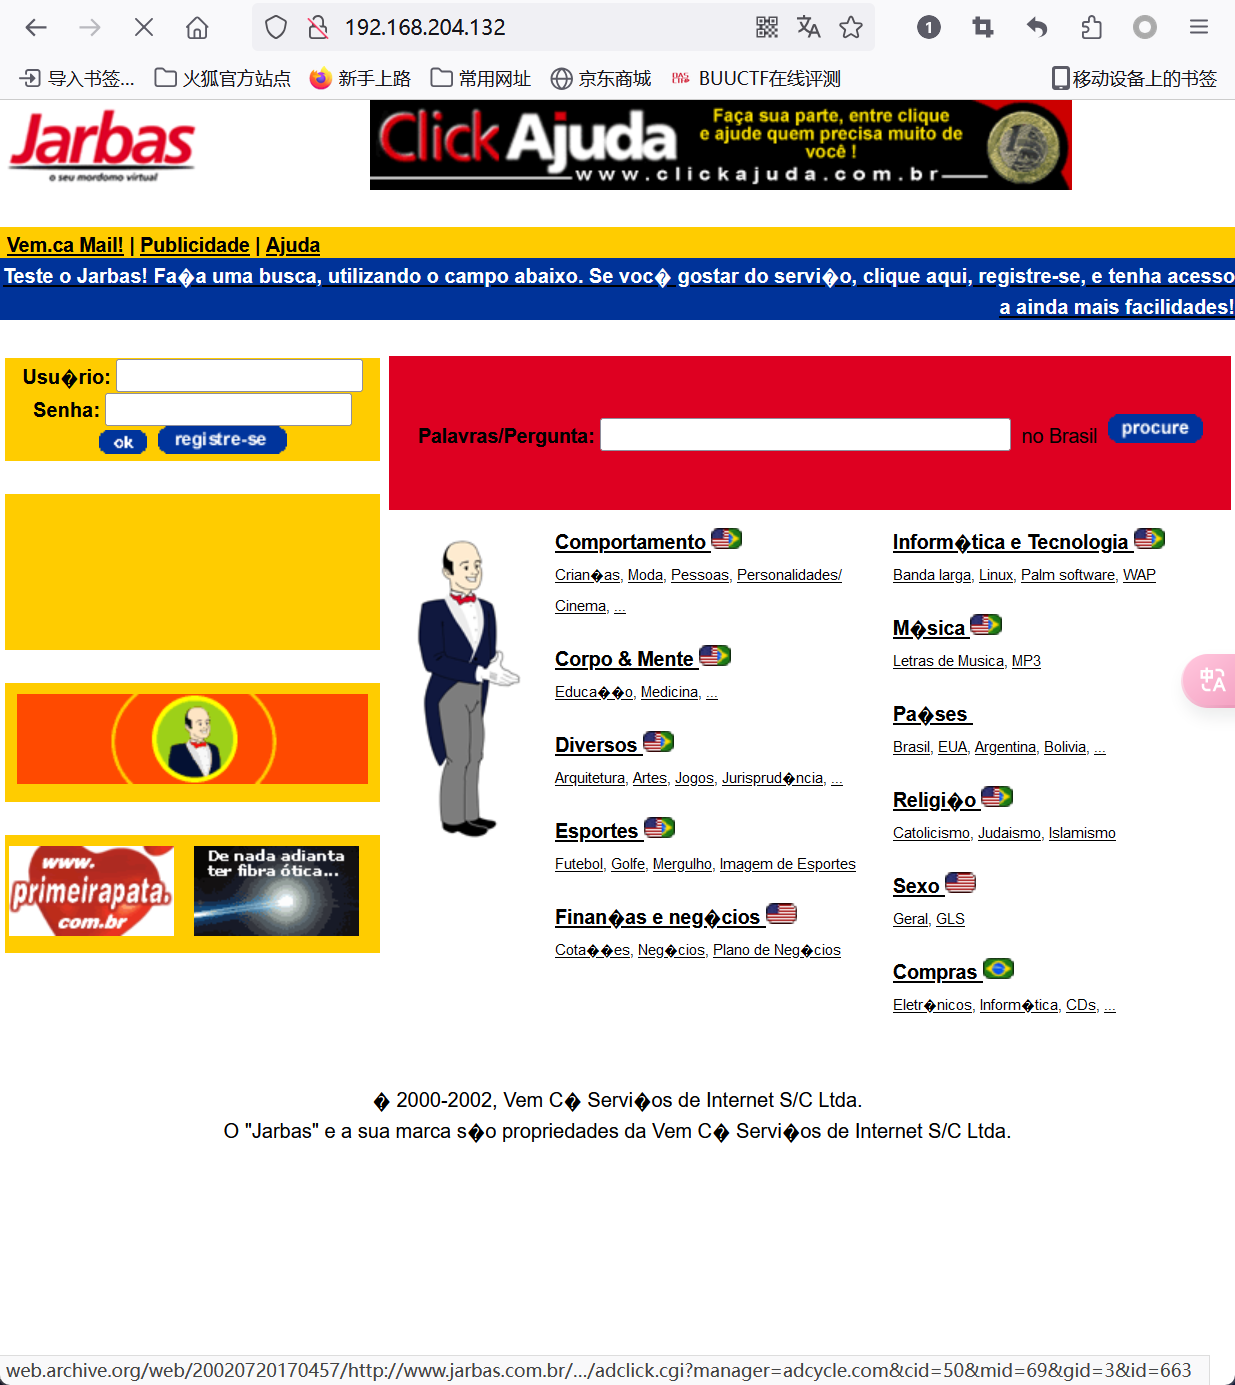 192.168.204.132
1
导入书签...
火狐官方站点
新手上路
常用网址
京东商城
BUUCTF在线评测
移动设备上的书签
Jarbas
o seu mordomo virtual
ClickAjuda
Faça sua parte, entre clique
e ajude quem precisa muito de
você !
www.clickajuda.com.br
Vem.ca Mail! | Publicidade | Ajuda
Teste o Jarbas! Fa�a uma busca, utilizando o campo abaixo. Se voc� gostar do servi�o, clique aqui, registre-se, e tenha acesso
a ainda mais facilidades!
Usu�rio:
Senha:
ok registre-se
Palavras/Pergunta: no Brasil procure
Comportamento
Crian�as, Moda, Pessoas, Personalidades/
Cinema, ...
Corpo & Mente
Educa��o, Medicina, ...
Diversos
Arquitetura, Artes, Jogos, Jurisprud�ncia, ...
Esportes
Futebol, Golfe, Mergulho, Imagem de Esportes
Finan�as e neg�cios
Cota��es, Neg�cios, Plano de Neg�cios
Inform�tica e Tecnologia
Banda larga, Linux, Palm software, WAP
M�sica
Letras de Musica, MP3
Pa�ses
Brasil, EUA, Argentina, Bolivia, ...
Religi�o
Catolicismo, Judaismo, Islamismo
Sexo
Geral, GLS
Compras
Eletr�nicos, Inform�tica, CDs, ...
www.
primeirapata.
com.br
De nada adianta
ter fibra ótica...
� 2000-2002, Vem C� Servi�os de Internet S/C Ltda.
O "Jarbas" e a sua marca s�o propriedades da Vem C� Servi�os de Internet S/C Ltda.
web.archive.org/web/20020720170457/http://www.jarbas.com.br/.../adclick.cgi?manager=adcycle.com&cid=50&mid=69&gid=3&id=663